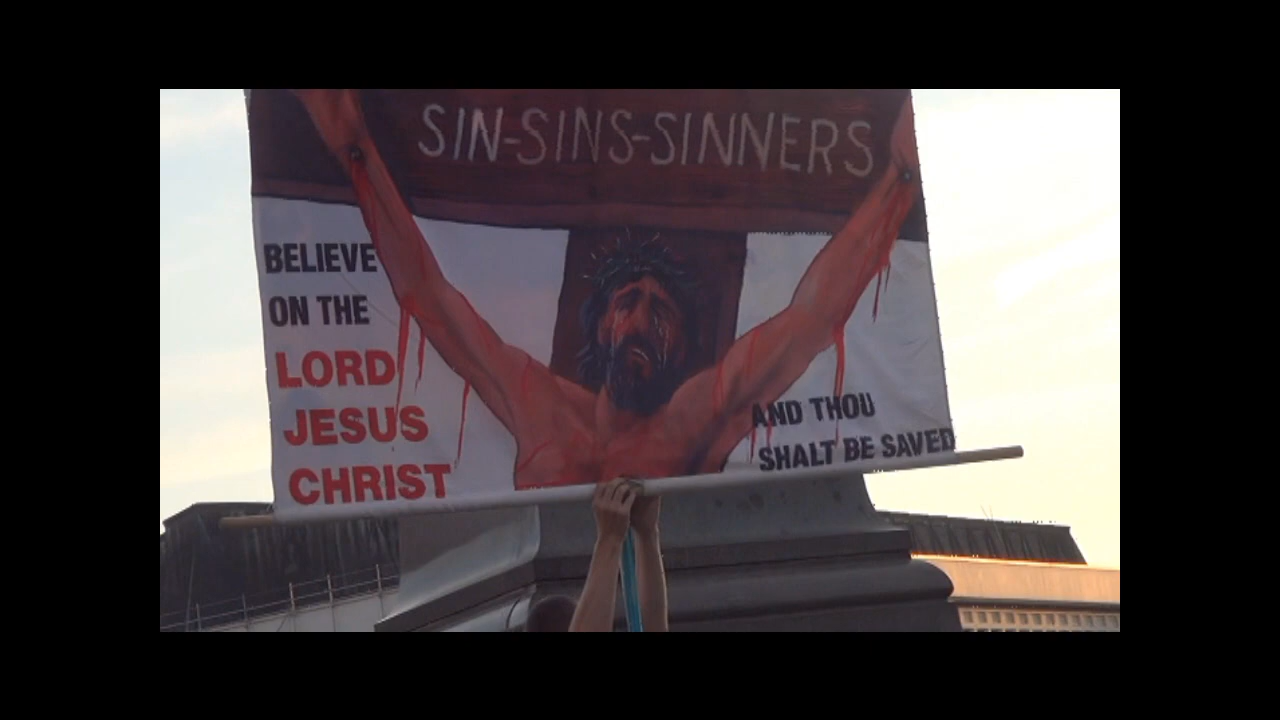 SIN-SINS-SINNERS
BELIEVE
ON THE
LORD
JESUS
CHRIST
AND THOU
SHALT BE SAVED